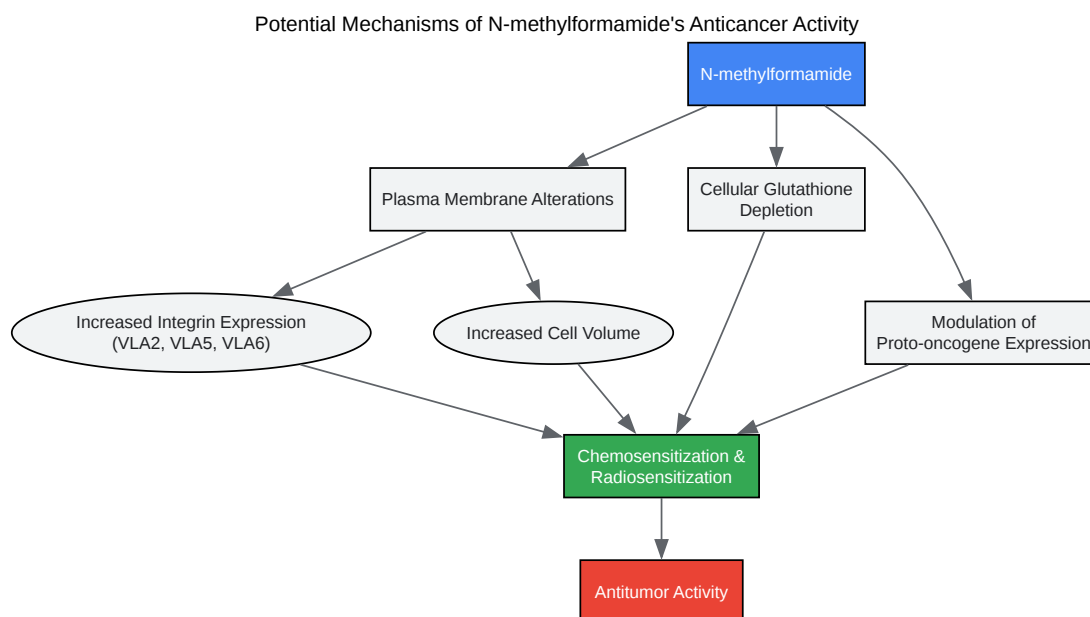 Potential Mechanisms of N-methylformamide's Anticancer Activity
N-methylformamide
Plasma Membrane Alterations
Cellular Glutathione
Depletion
Increased Integrin Expression
(VLA2, VLA5, VLA6)
Increased Cell Volume
Modulation of
Proto-oncogene Expression
Chemosensitization &
Radiosensitization
Antitumor Activity